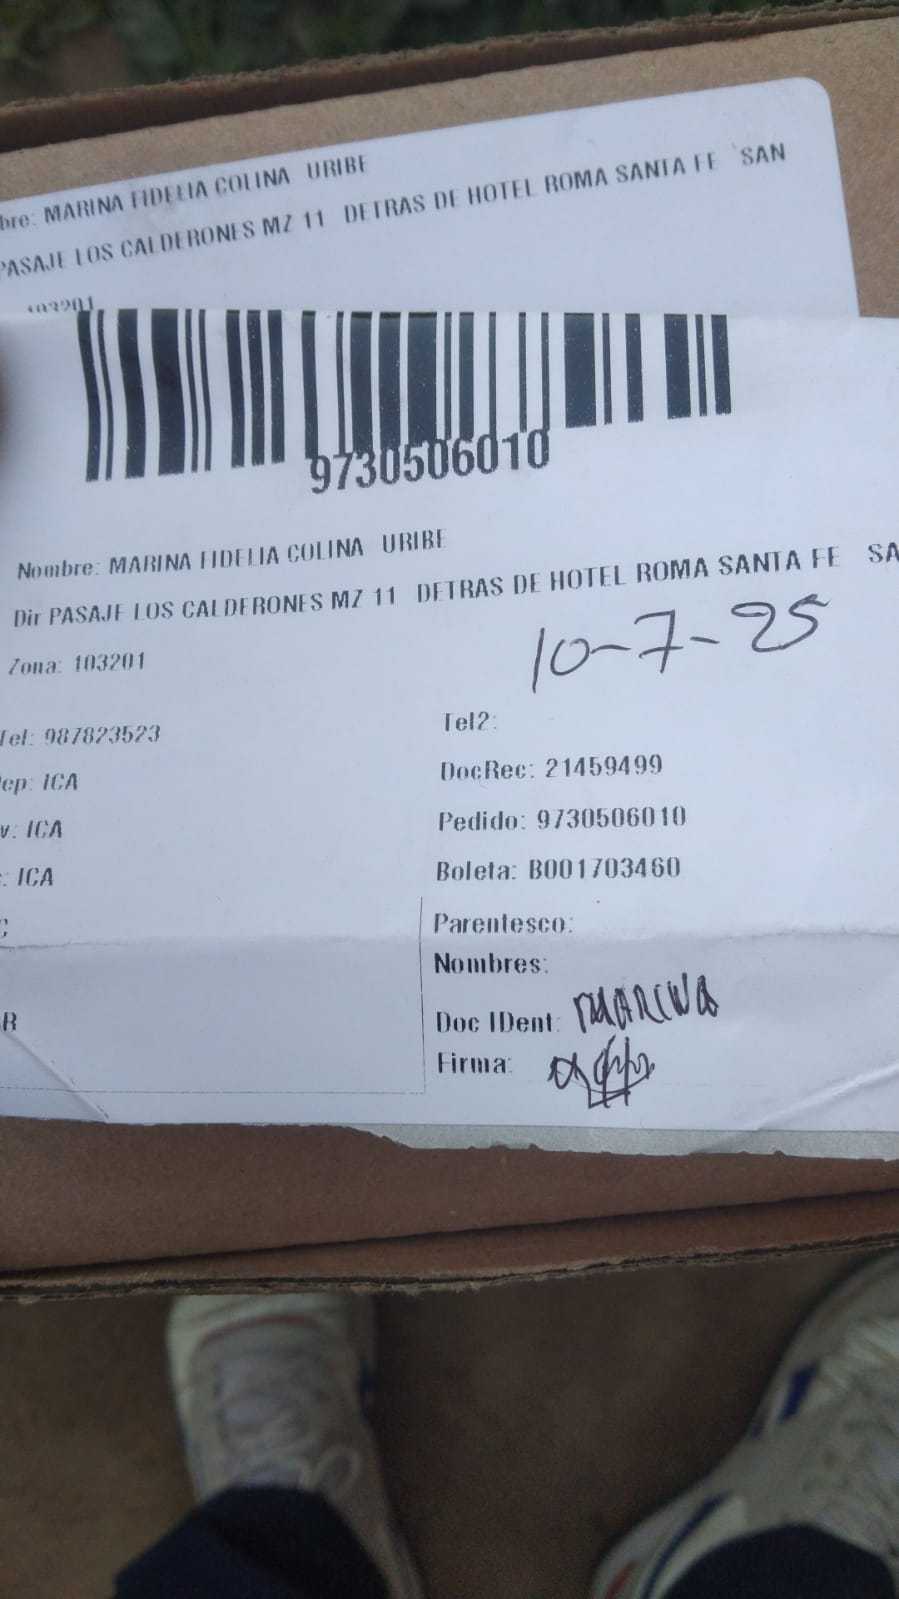 bre: MARINA FIDELIA COLINA URIBE
PASAJE LOS CALDERONES MZ 11 DETRAS DE HOTEL ROMA SANTA FE SAN
103201
9730506010
Nombre: MARINA FIDELIA COLINA URIBE
Dir PASAJE LOS CALDERONES MZ 11 DETRAS DE HOTEL ROMA SANTA FE SA
Zona: 103201
10-7-25
Tel: 987823523 Tel2:
ep: ICA DocRec: 21459499
v: ICA Pedido: 9730506010
: ICA Boleta: B001703460
C Parentesco:
Nombres:
R Doc IDent: MARINA
Firma: